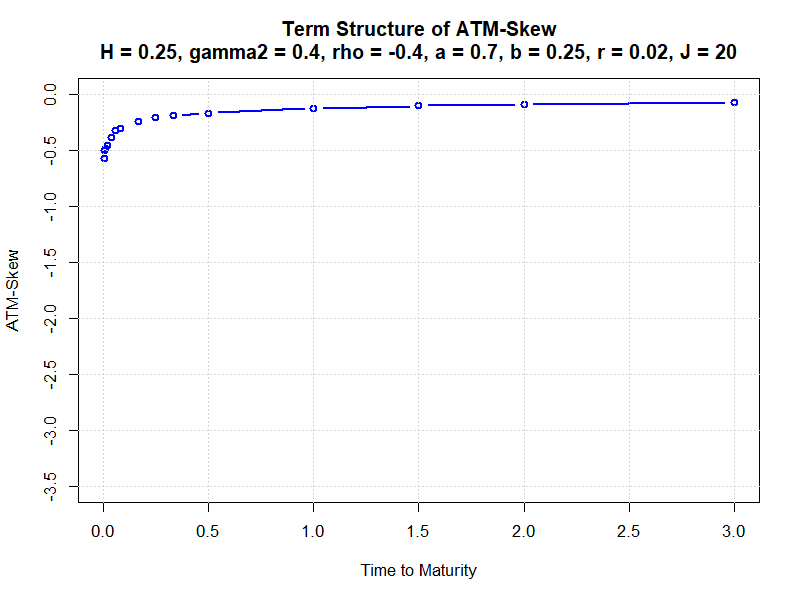 Term Structure of ATM-Skew
H = 0.25, gamma2 = 0.4, rho = -0.4, a = 0.7, b = 0.25, r = 0.02, J = 20
ATM-Skew
0.0
-0.5
-1.0
-1.5
-2.0
-2.5
-3.0
-3.5
0.0 0.5 1.0 1.5 2.0 2.5 3.0
Time to Maturity